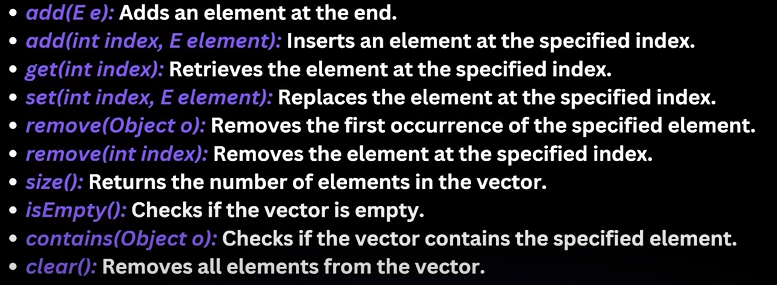 • add(E e): Adds an element at the end.
• add(int index, E element): Inserts an element at the specified index.
• get(int index): Retrieves the element at the specified index.
• set(int index, E element): Replaces the element at the specified index.
• remove(Object o): Removes the first occurrence of the specified element.
• remove(int index): Removes the element at the specified index.
• size(): Returns the number of elements in the vector.
• isEmpty(): Checks if the vector is empty.
• contains(Object o): Checks if the vector contains the specified element.
• clear(): Removes all elements from the vector.